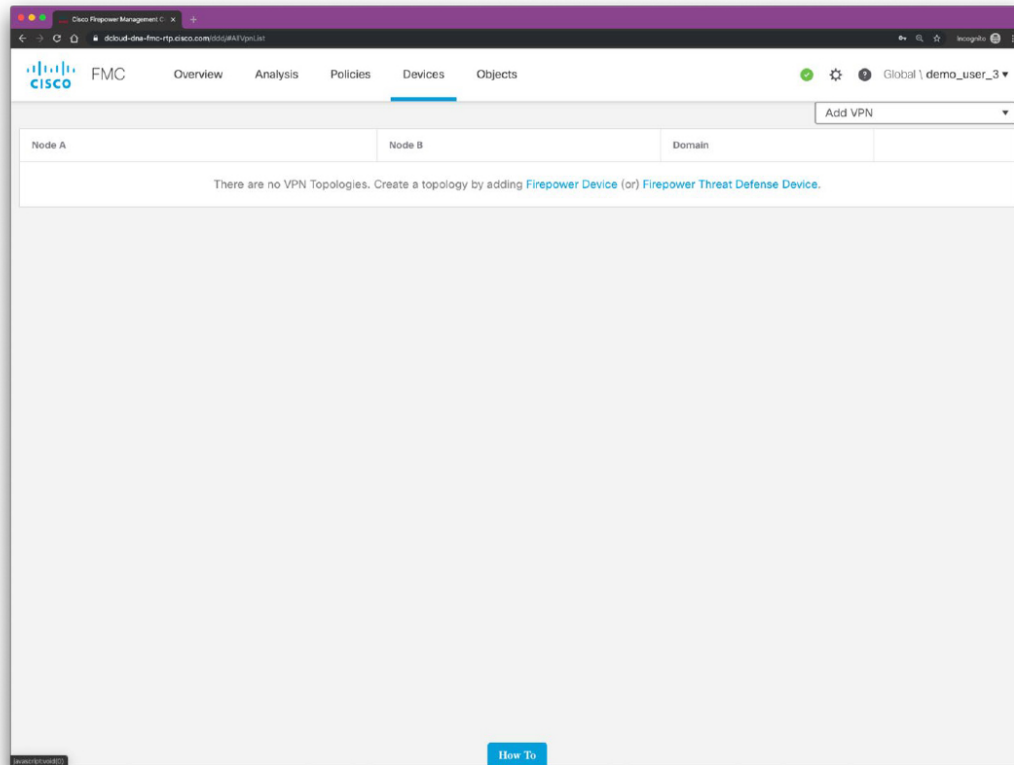 Cisco Firepower Management C
dcloud-dna-fmc-rtp.cisco.com/ddd/#AllVpnList
Incognito
CISCO FMC Overview Analysis Policies Devices Objects Global \ demo_user_3
Add VPN
Node A Node B Domain
There are no VPN Topologies. Create a topology by adding Firepower Device (or) Firepower Threat Defense Device.
How To
javascript:void(0)